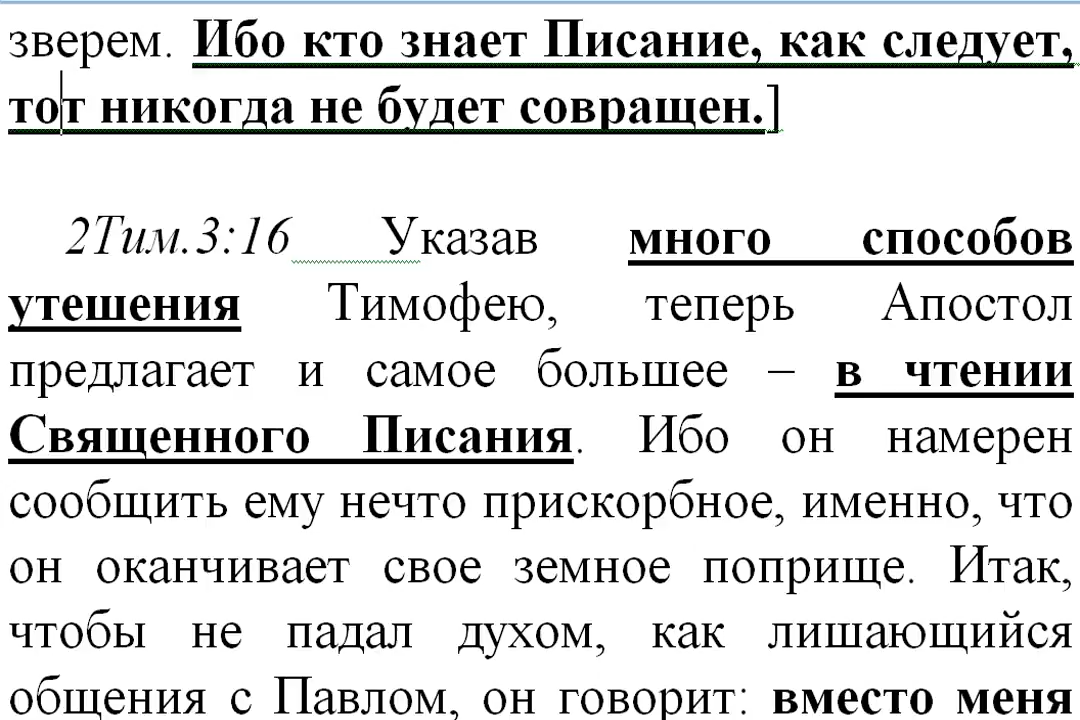 зверем. Ибо кто знает Писание, как следует,
тот никогда не будет совращен.]
2Тим.3:16 Указав много способов
утешения Тимофею, теперь Апостол
предлагает и самое большее – в чтении
Священного Писания. Ибо он намерен
сообщить ему нечто прискорбное, именно, что
он оканчивает свое земное поприще. Итак,
чтобы не падал духом, как лишающийся
общения с Павлом, он говорит: вместо меня